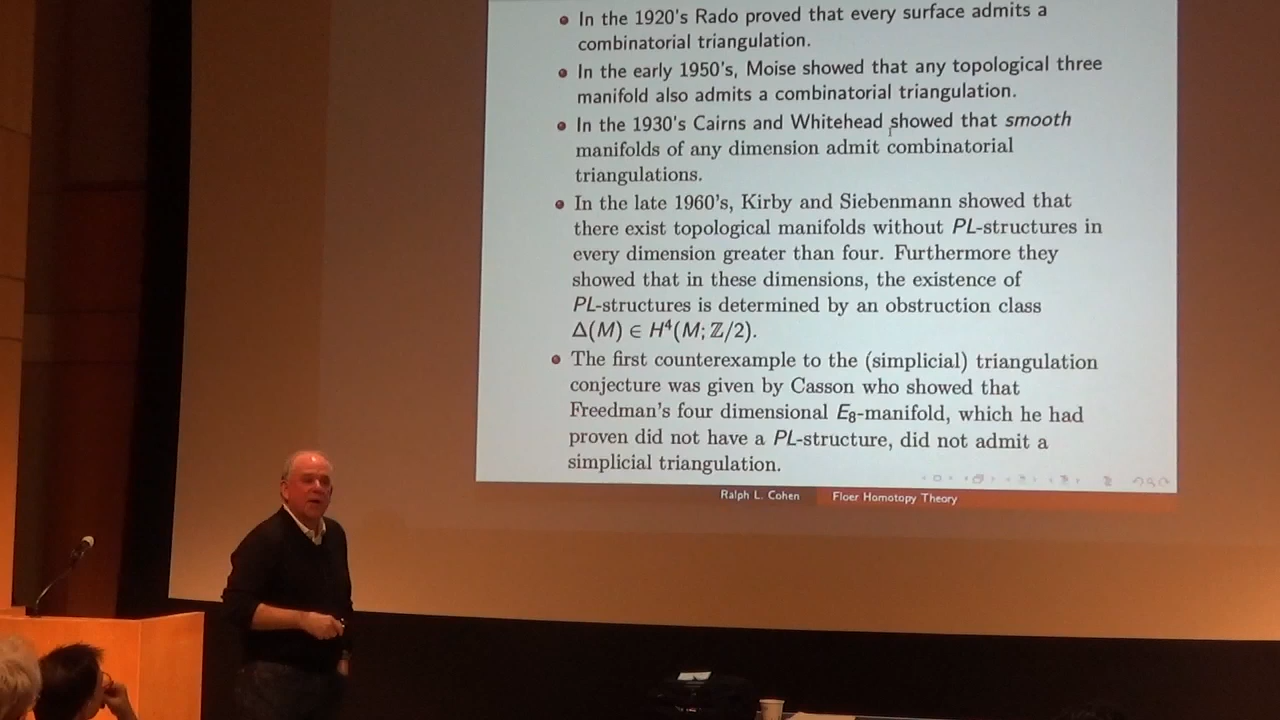 In the 1920's Rado proved that every surface admits a
combinatorial triangulation.
In the early 1950's, Moise showed that any topological three
manifold also admits a combinatorial triangulation.
In the 1930's Cairns and Whitehead showed that smooth
manifolds of any dimension admit combinatorial
triangulations.
In the late 1960's, Kirby and Siebenmann showed that
there exist topological manifolds without PL-structures in
every dimension greater than four. Furthermore they
showed that in these dimensions, the existence of
PL-structures is determined by an obstruction class
Δ(M) ∈ H⁴(M; ℤ/2).
The first counterexample to the (simplicial) triangulation
conjecture was given by Casson who showed that
Freedman's four dimensional E₈-manifold, which he had
proven did not have a PL-structure, did not admit a
simplicial triangulation.
Ralph L. Cohen Floer Homotopy Theory